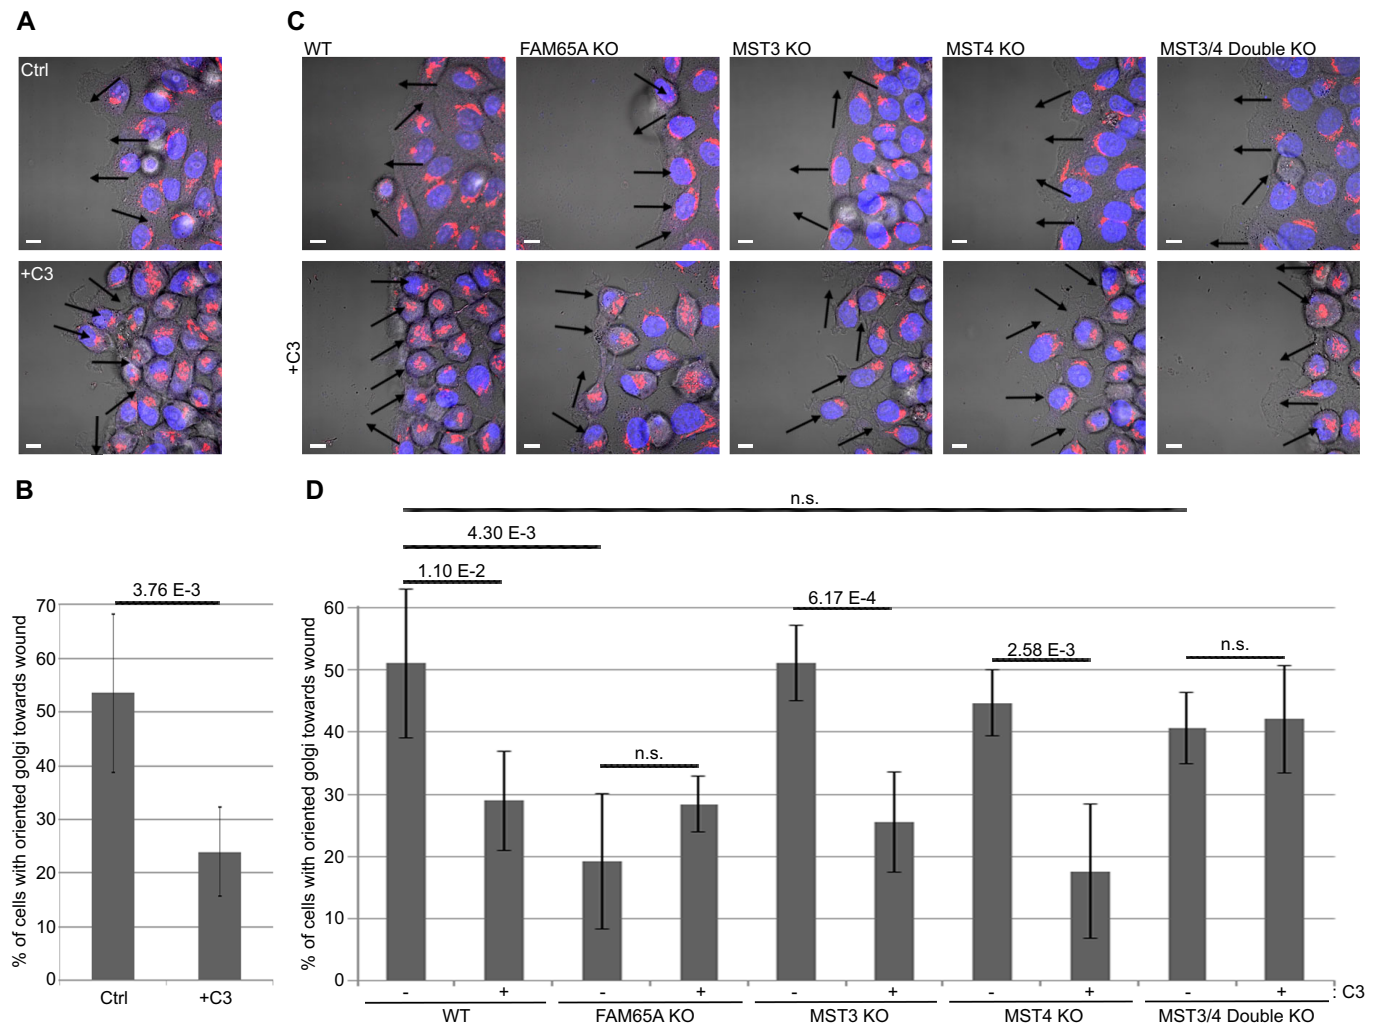 A
C
WT
FAM65A KO
MST3 KO
MST4 KO
MST3/4 Double KO
Ctrl
+C3
+C3
B
D
n.s.
4.30 E-3
1.10 E-2
3.76 E-3
6.17 E-4
2.58 E-3
n.s.
n.s.
% of cells with oriented golgi towards wound
70
60
50
40
30
20
10
0
Ctrl
+C3
% of cells with oriented golgi towards wound
60
50
40
30
20
10
0
- + - + - + - + - + : C3
WT
FAM65A KO
MST3 KO
MST4 KO
MST3/4 Double KO